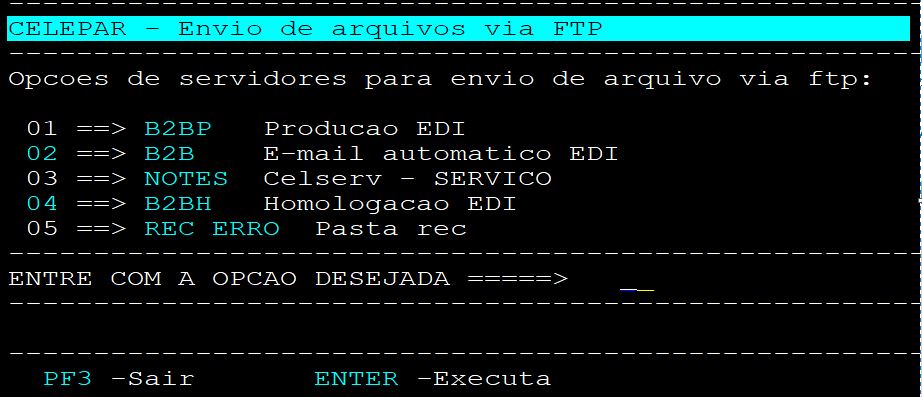 ------------------------------------------------------
CELEPAR - Envio de arquivos via FTP
------------------------------------------------------
Opcoes de servidores para envio de arquivo via ftp:
01 ==> B2BP Producao EDI
02 ==> B2B E-mail automatico EDI
03 ==> NOTES Celserv - SERVICO
04 ==> B2BH Homologacao EDI
05 ==> REC ERRO Pasta rec
------------------------------------------------------
ENTRE COM A OPCAO DESEJADA =====> __
------------------------------------------------------
------------------------------------------------------
PF3 -Sair ENTER -Executa